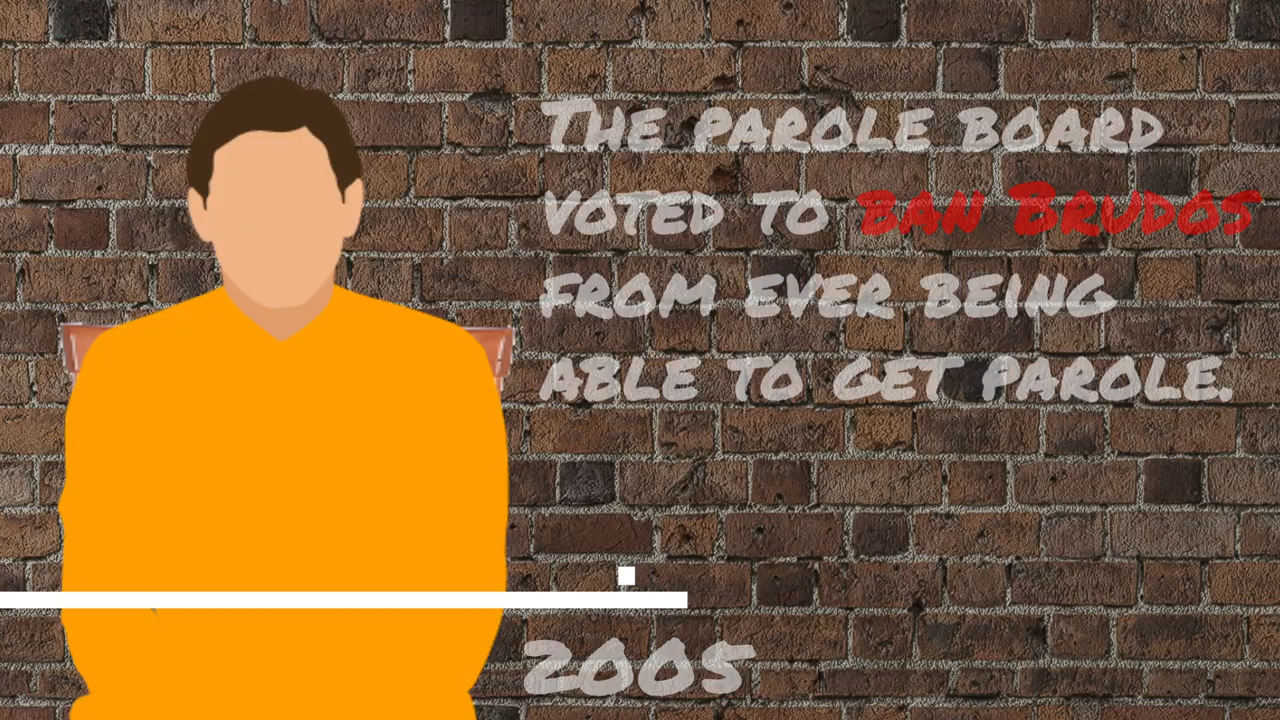 The parole board
voted to ban Brudos
from ever being
able to get parole.
2005